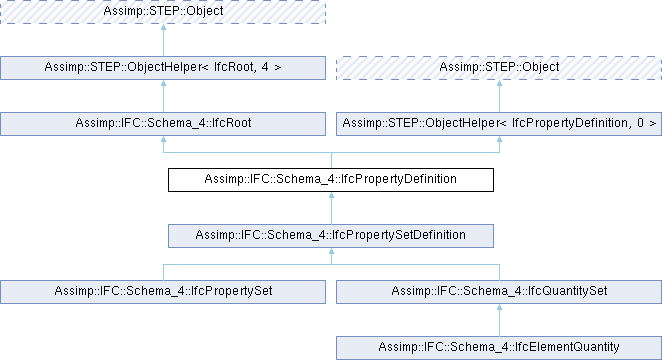 Assimp::STEP::Object
Assimp::STEP::ObjectHelper< IfcRoot, 4 >
Assimp::STEP::Object
Assimp::IFC::Schema_4::IfcRoot
Assimp::STEP::ObjectHelper< IfcPropertyDefinition, 0 >
Assimp::IFC::Schema_4::IfcPropertyDefinition
Assimp::IFC::Schema_4::IfcPropertySetDefinition
Assimp::IFC::Schema_4::IfcPropertySet
Assimp::IFC::Schema_4::IfcQuantitySet
Assimp::IFC::Schema_4::IfcElementQuantity